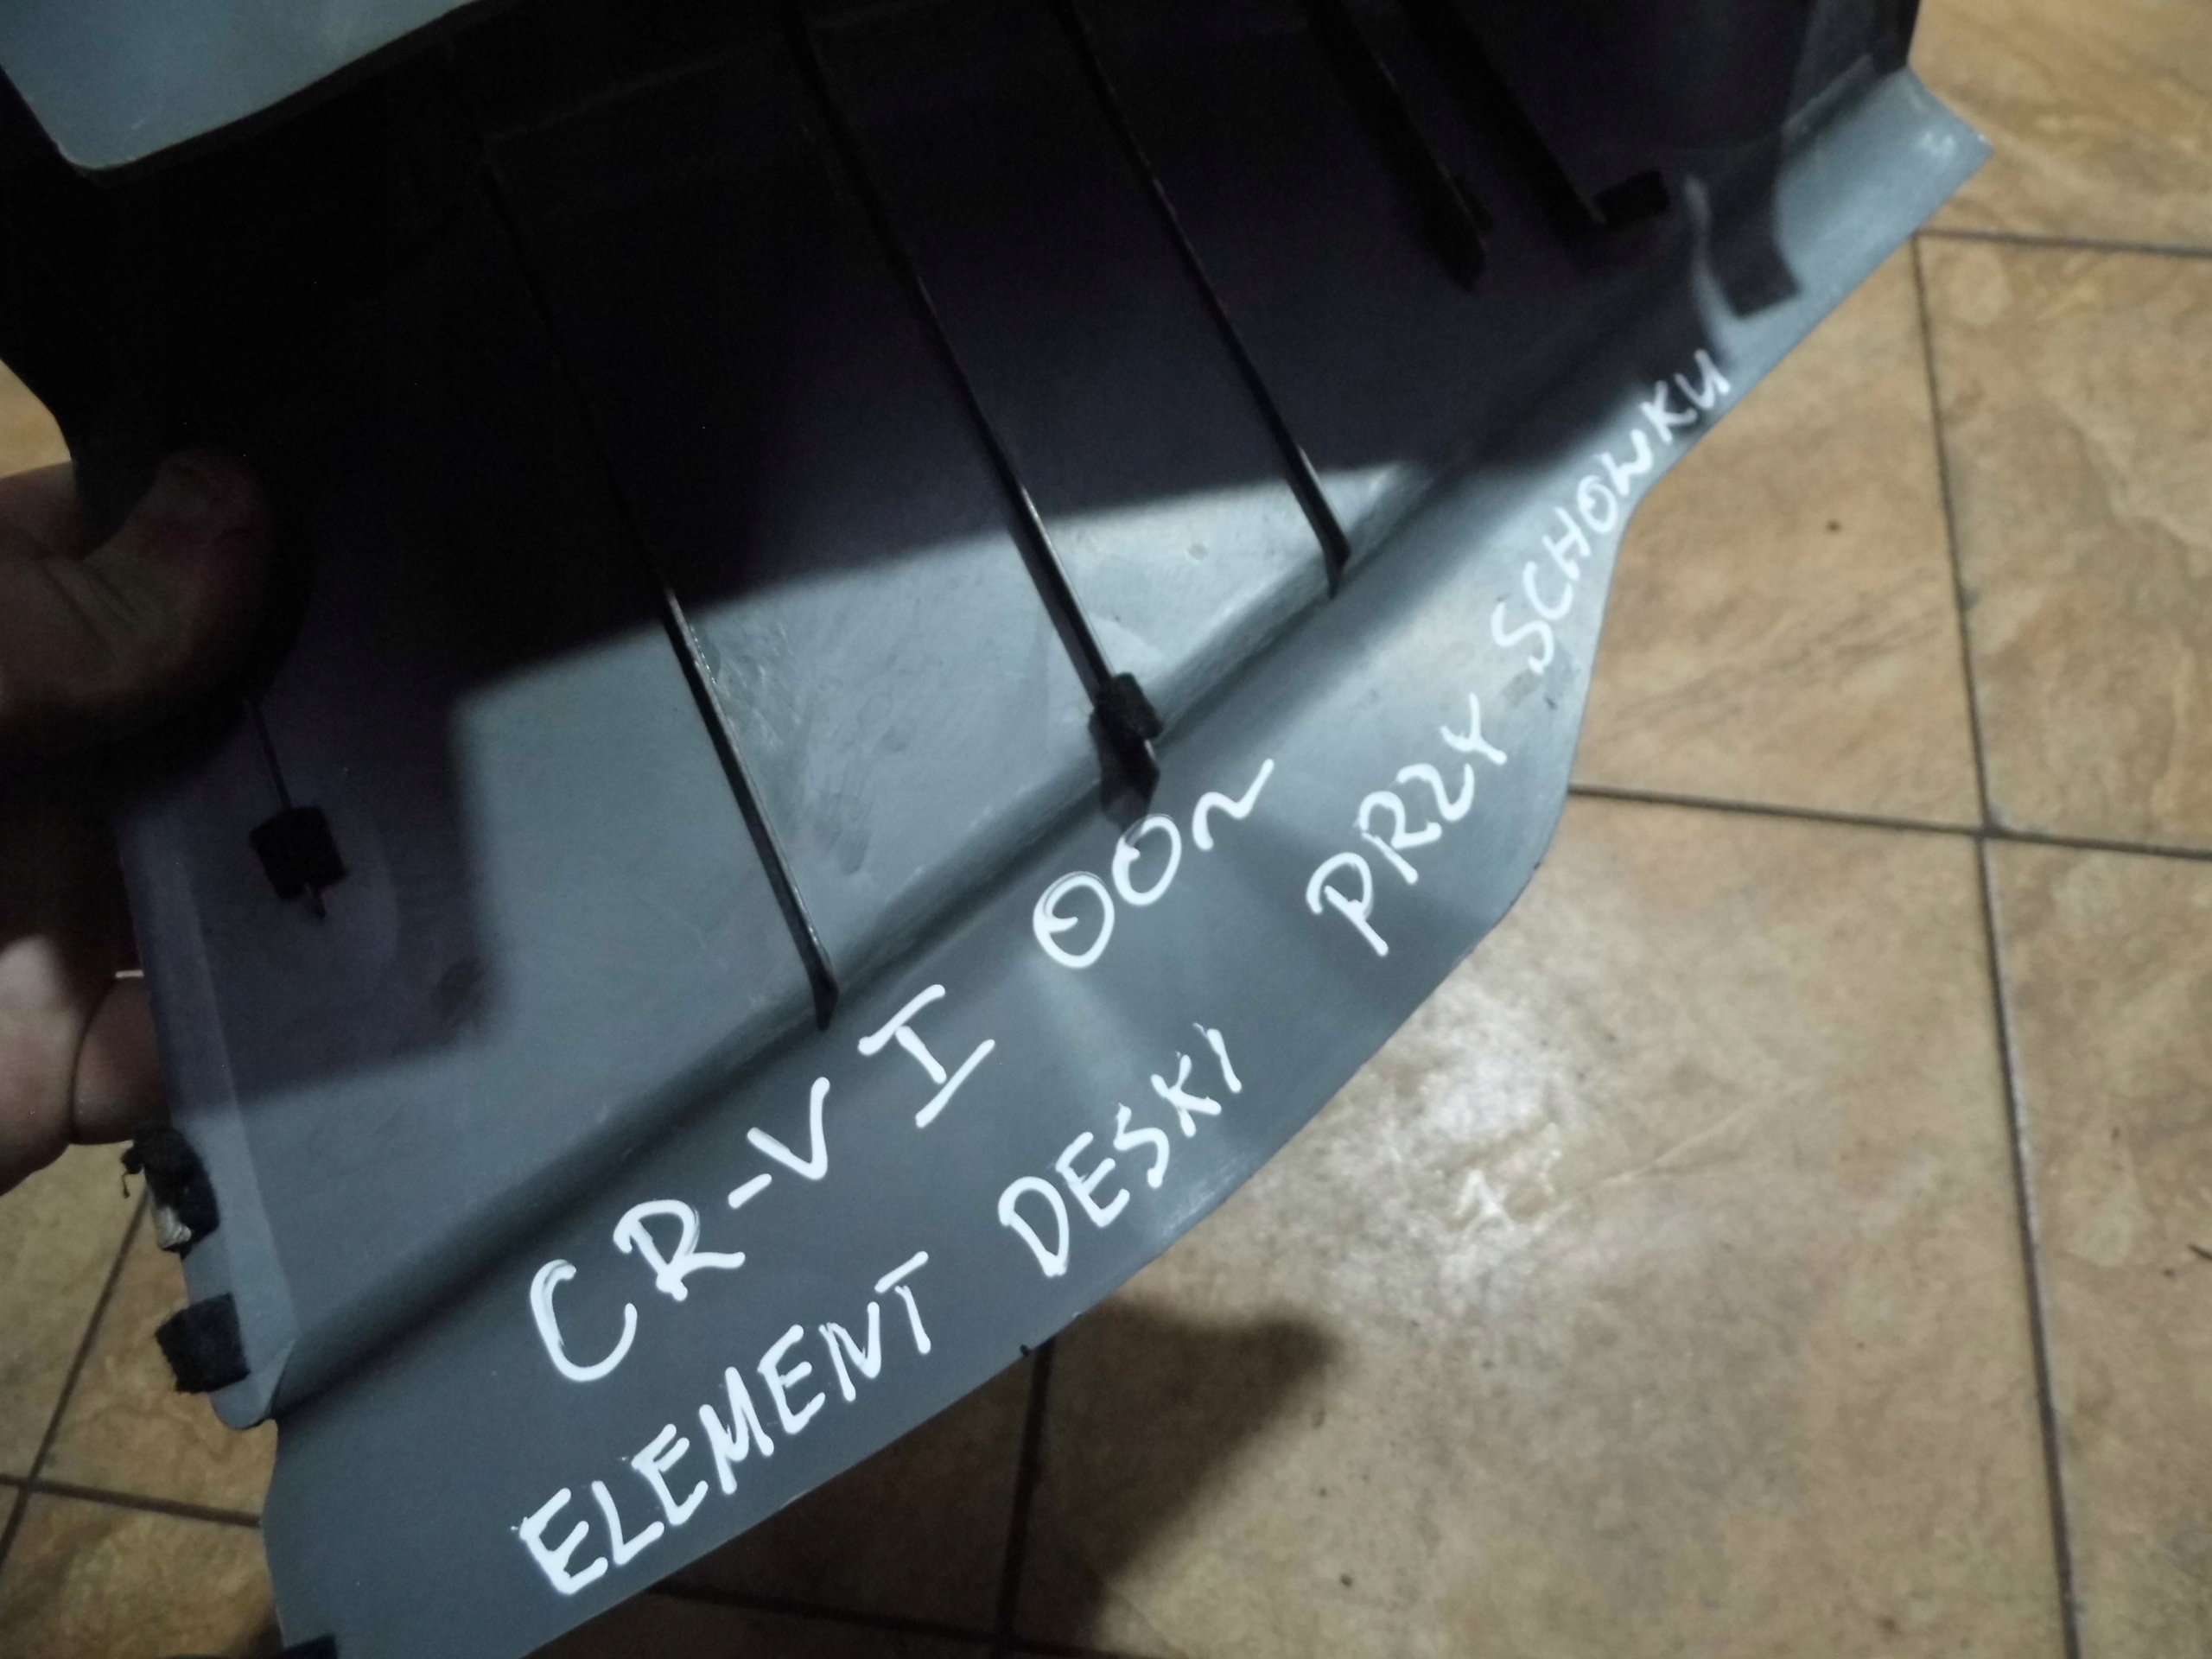 CR-V I 00r
ELEMENT DESKI PRZY SCHOWKU